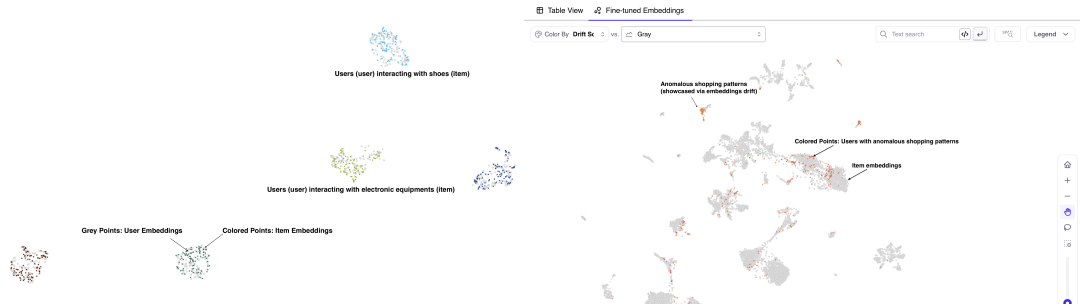 Users (user) interacting with shoes (item)
Users (user) interacting with electronic equipments (item)
Grey Points: User Embeddings
Colored Points: Item Embeddings
Table View
Fine-tuned Embeddings
Color By Drift Sc
vs.
Gray
Text search
Legend
Anomalous shopping patterns
(showcased via embeddings drift)
Colored Points: Users with anomalous shopping patterns
Item embeddings